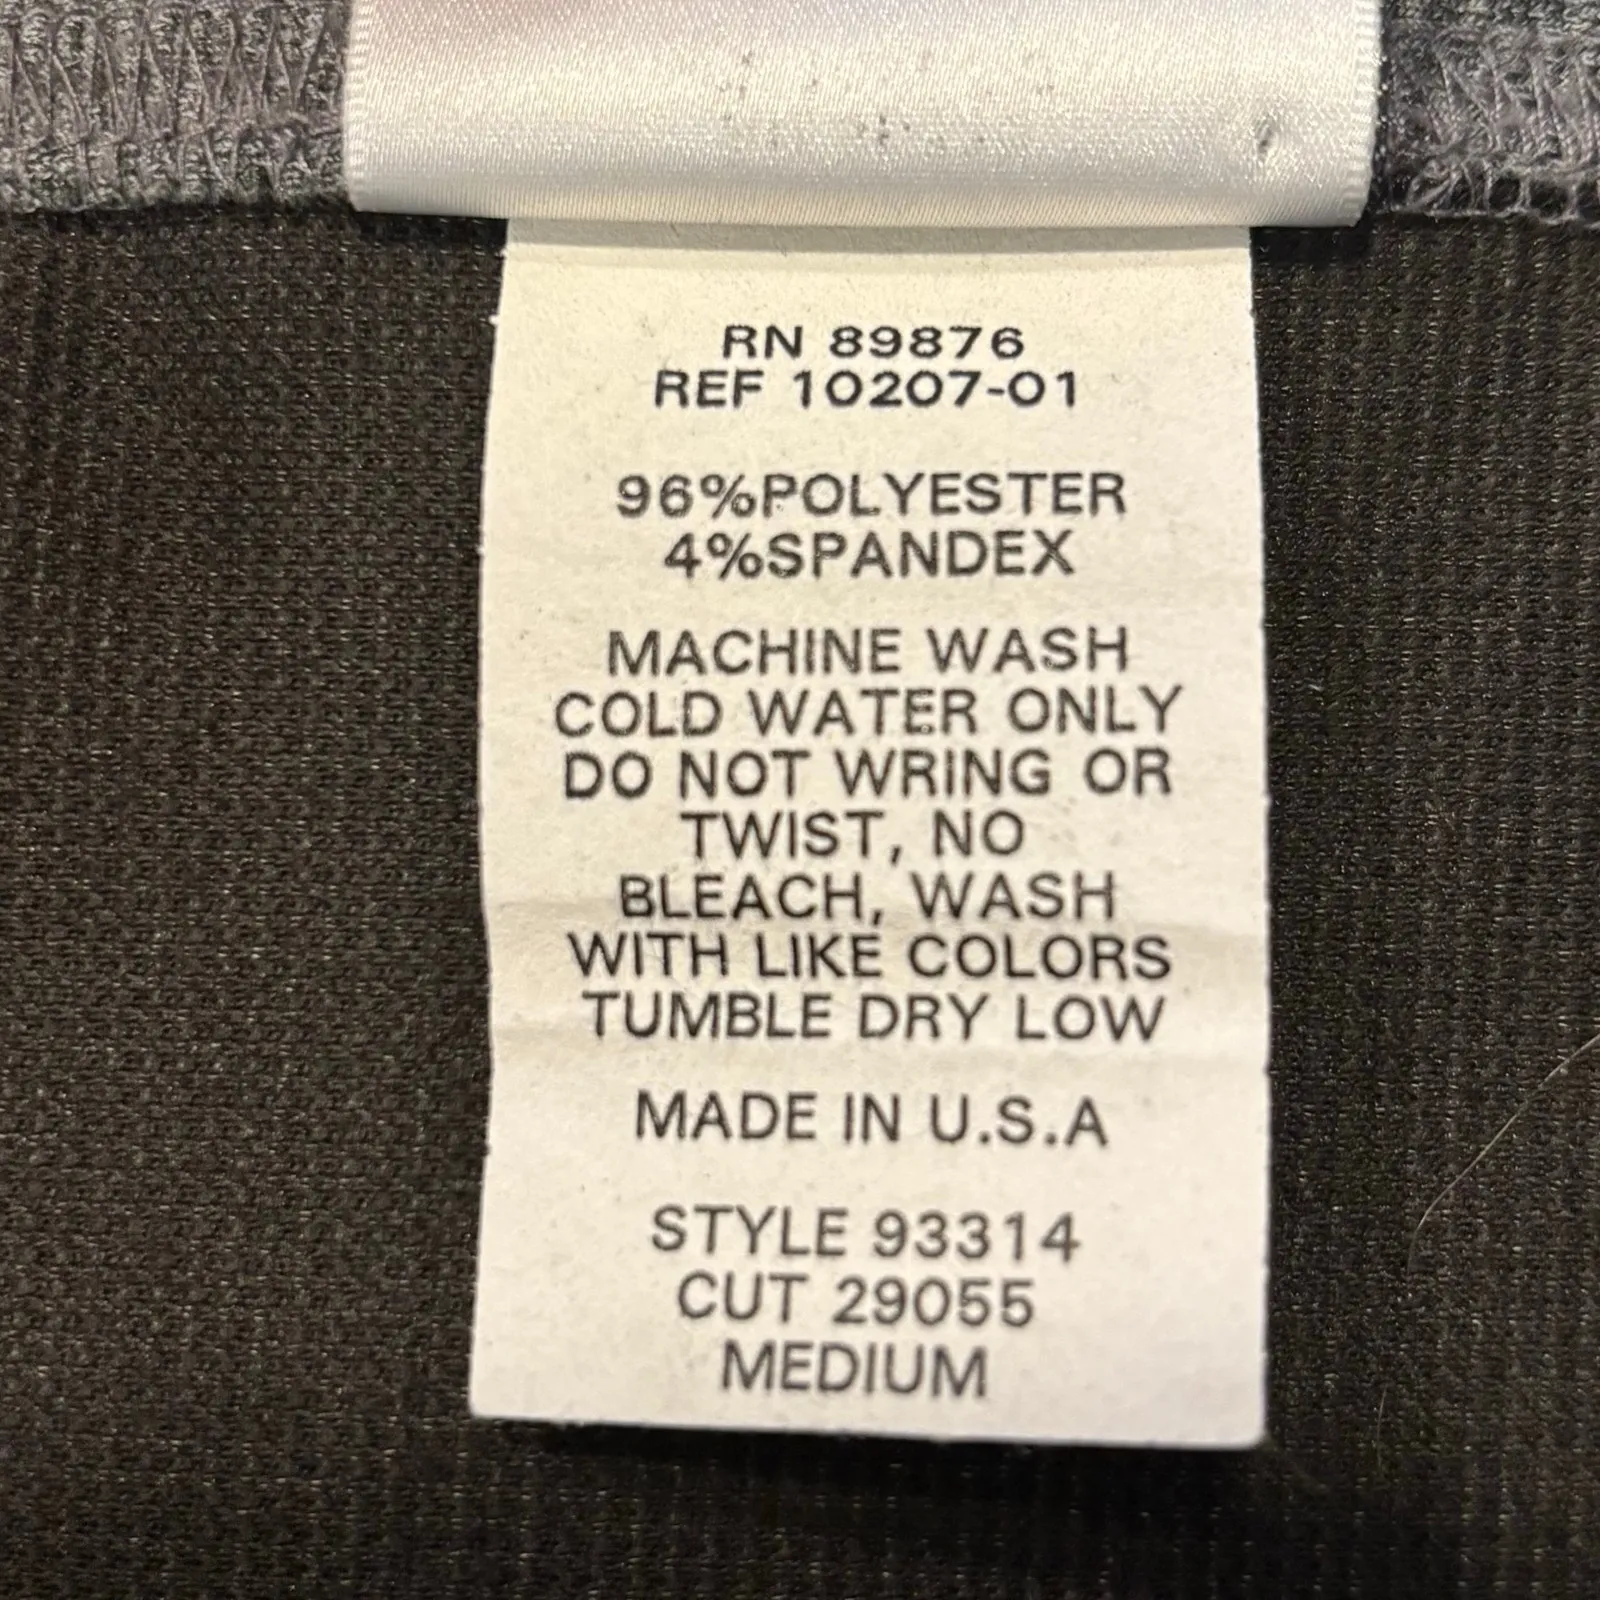 RN 89876
REF 10207-01
96%POLYESTER
4%SPANDEX
MACHINE WASH
COLD WATER ONLY
DO NOT WRING OR
TWIST, NO
BLEACH, WASH
WITH LIKE COLORS
TUMBLE DRY LOW
MADE IN U.S.A
STYLE 93314
CUT 29055
MEDIUM